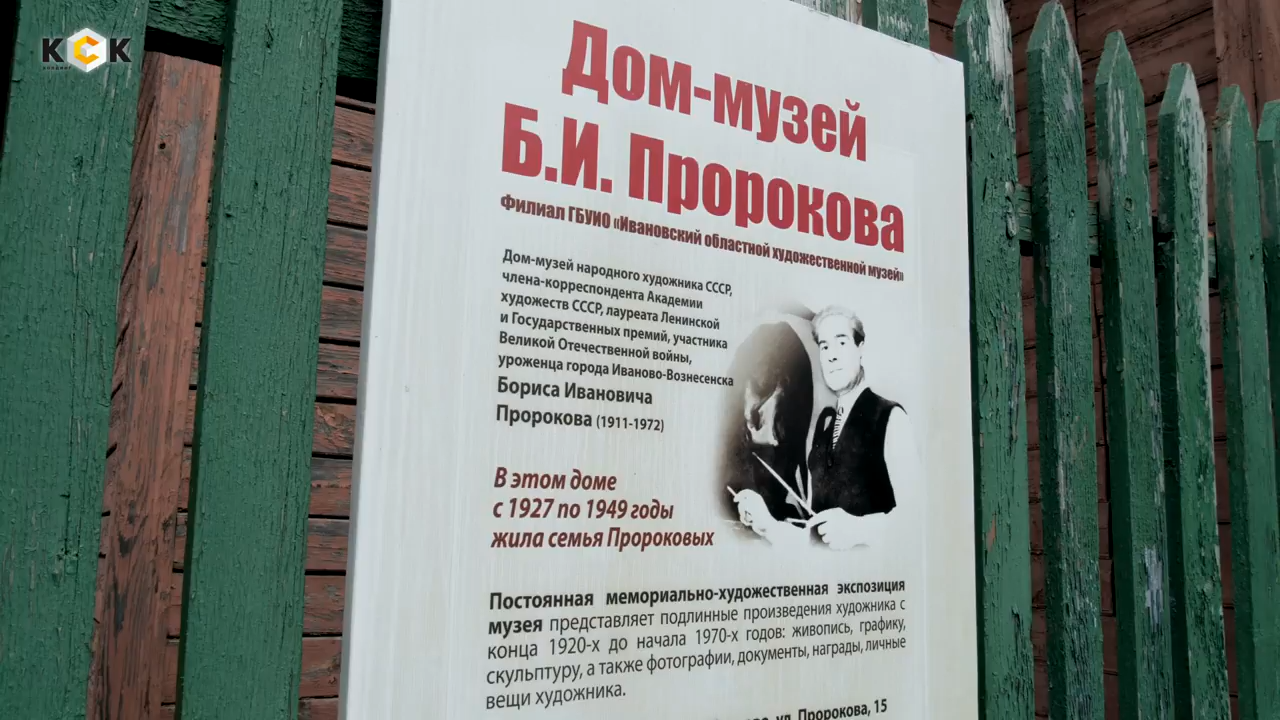 КСК
Дом-музей
Б.И. Пророкова
Филиал ГБУИО «Ивановский областной художественной музей»
Дом-музей народного художника СССР,
члена-корреспондента Академии
художеств СССР, лауреата Ленинской
и Государственных премий, участника
Великой Отечественной войны,
уроженца города Иваново-Вознесенска
Бориса Ивановича
Пророкова (1911-1972)
В этом доме
с 1927 по 1949 годы
жила семья Пророковых
Постоянная мемориально-художественная экспозиция
музея представляет подлинные произведения художника с
конца 1920-х до начала 1970-х годов: живопись, графику,
скульптуру, а также фотографии, документы, награды, личные
вещи художника.
ул. Пророкова, 15